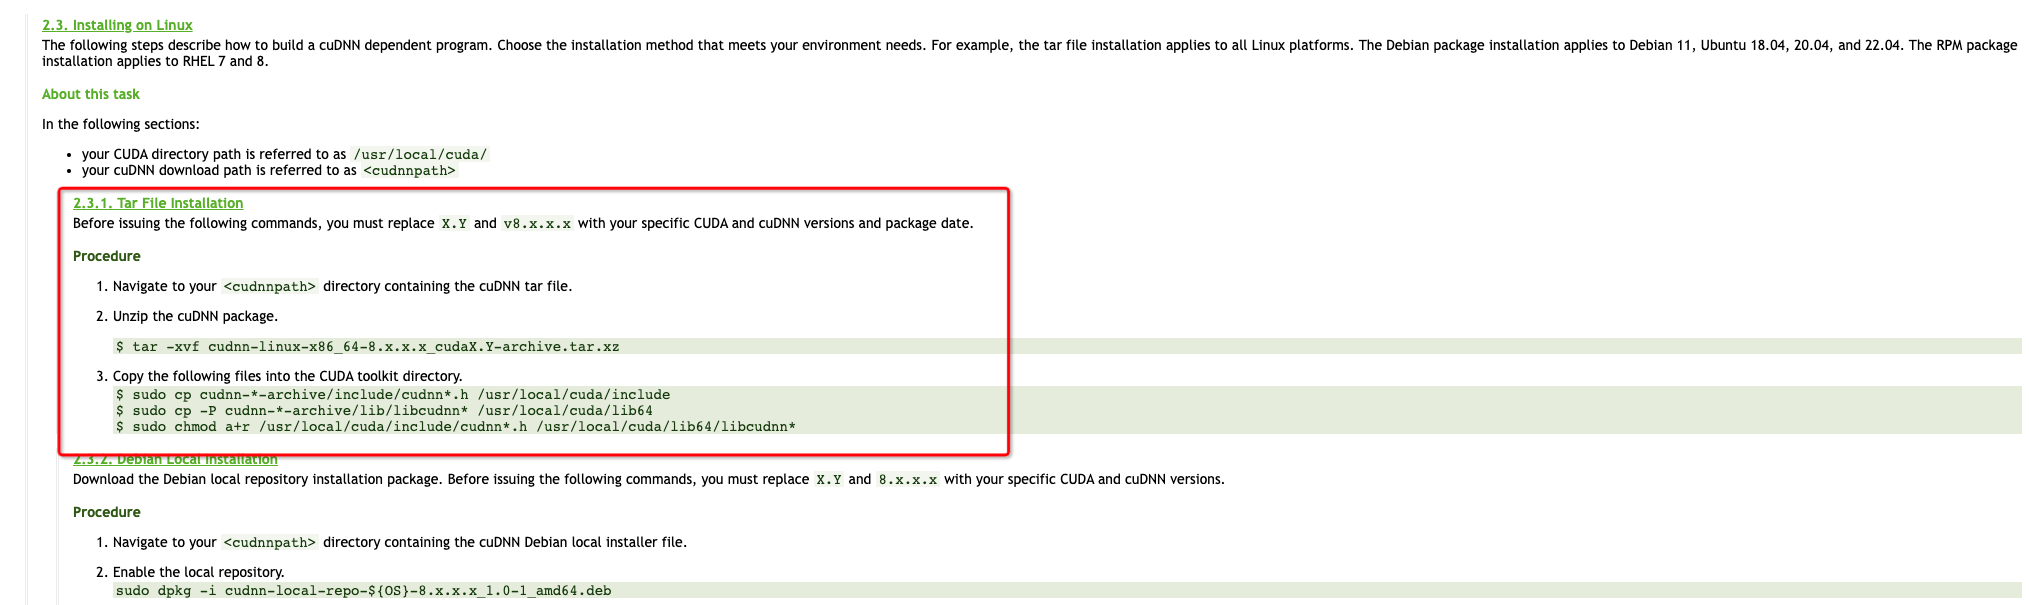 2.3. Installing on Linux
The following steps describe how to build a cuDNN dependent program. Choose the installation method that meets your environment needs. For example, the tar file installation applies to all Linux platforms. The Debian package installation applies to Debian 11, Ubuntu 18.04, 20.04, and 22.04. The RPM package
installation applies to RHEL 7 and 8.
About this task
In the following sections:
• your CUDA directory path is referred to as /usr/local/cuda/
• your cuDNN download path is referred to as <cudnnpath>
2.3.1. Tar File Installation
Before issuing the following commands, you must replace X.Y and v8.x.x.x with your specific CUDA and cuDNN versions and package date.
Procedure
1. Navigate to your <cudnnpath> directory containing the cuDNN tar file.
2. Unzip the cuDNN package.
$ tar -xvf cudnn-linux-x86_64-8.x.x.x_cudaX.Y-archive.tar.xz
3. Copy the following files into the CUDA toolkit directory.
$ sudo cp cudnn-*-archive/include/cudnn*.h /usr/local/cuda/include
$ sudo cp -P cudnn-*-archive/lib/libcudnn* /usr/local/cuda/lib64
$ sudo chmod a+r /usr/local/cuda/include/cudnn*.h /usr/local/cuda/lib64/libcudnn*
2.3.2. Debian Local Installation
Download the Debian local repository installation package. Before issuing the following commands, you must replace X.Y and 8.x.x.x with your specific CUDA and cuDNN versions.
Procedure
1. Navigate to your <cudnnpath> directory containing the cuDNN Debian local installer file.
2. Enable the local repository.
sudo dpkg -i cudnn-local-repo-${OS}-8.x.x.x_1.0-1_amd64.deb